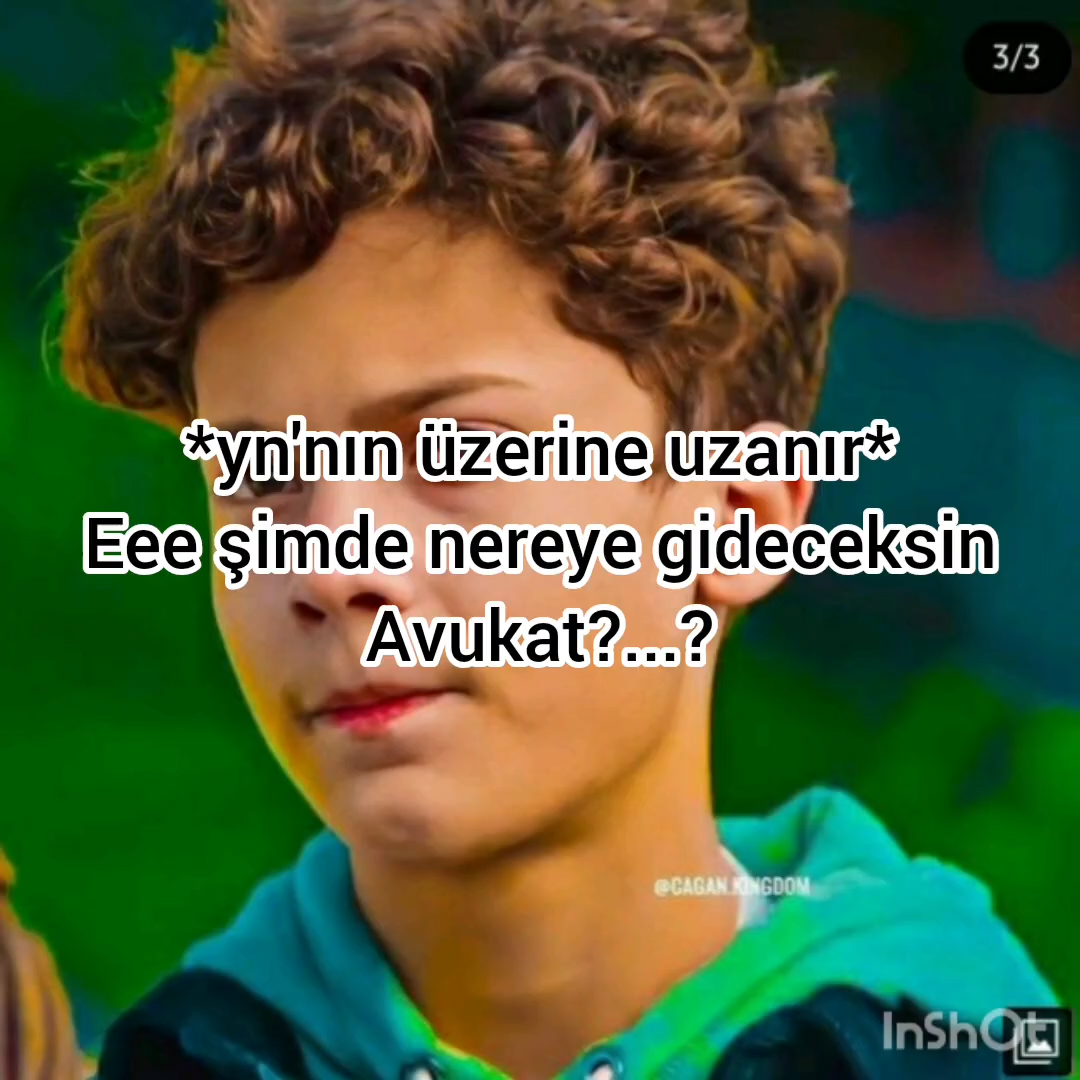 3/3
*yn'nın üzerine uzanır*
Eee şimde nereye gideceksin
Avukat?...?
@CAGAN.KINGDOM
InShOt